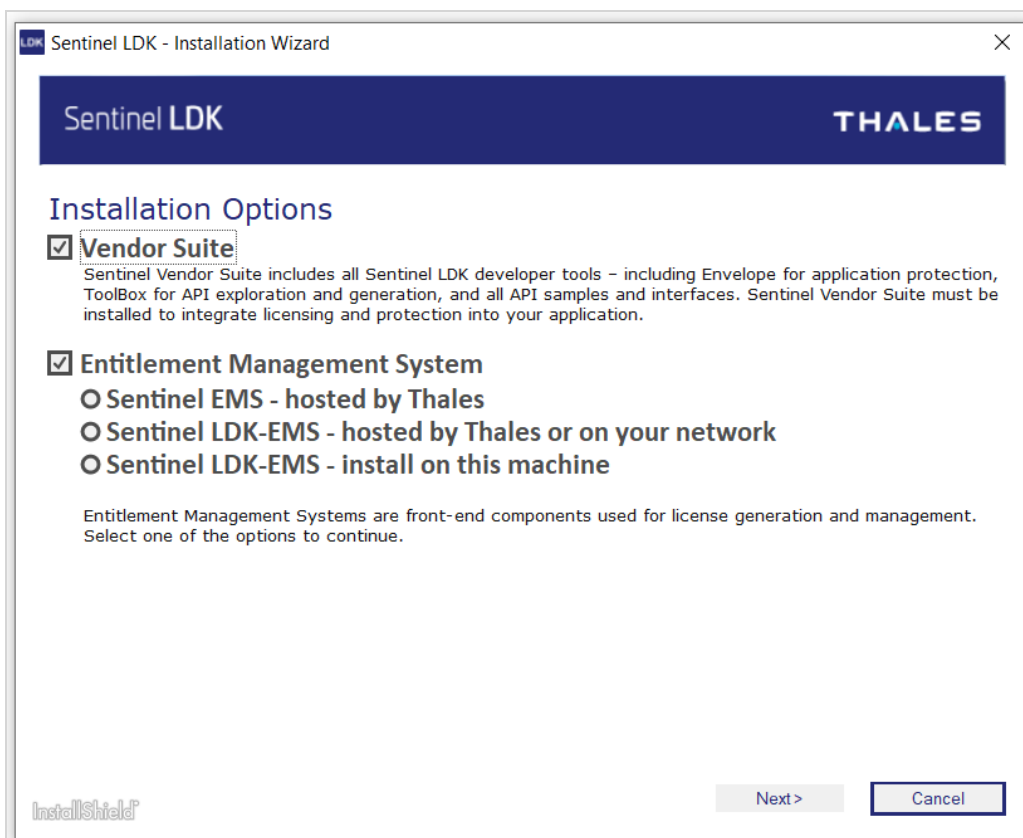 LDK Sentinel LDK - Installation Wizard
Sentinel LDK
THALES
Installation Options
Vendor Suite
Sentinel Vendor Suite includes all Sentinel LDK developer tools – including Envelope for application protection,
ToolBox for API exploration and generation, and all API samples and interfaces. Sentinel Vendor Suite must be
installed to integrate licensing and protection into your application.
Entitlement Management System
Sentinel EMS - hosted by Thales
Sentinel LDK-EMS - hosted by Thales or on your network
Sentinel LDK-EMS - install on this machine
Entitlement Management Systems are front-end components used for license generation and management.
Select one of the options to continue.
InstallShield
Next>
Cancel